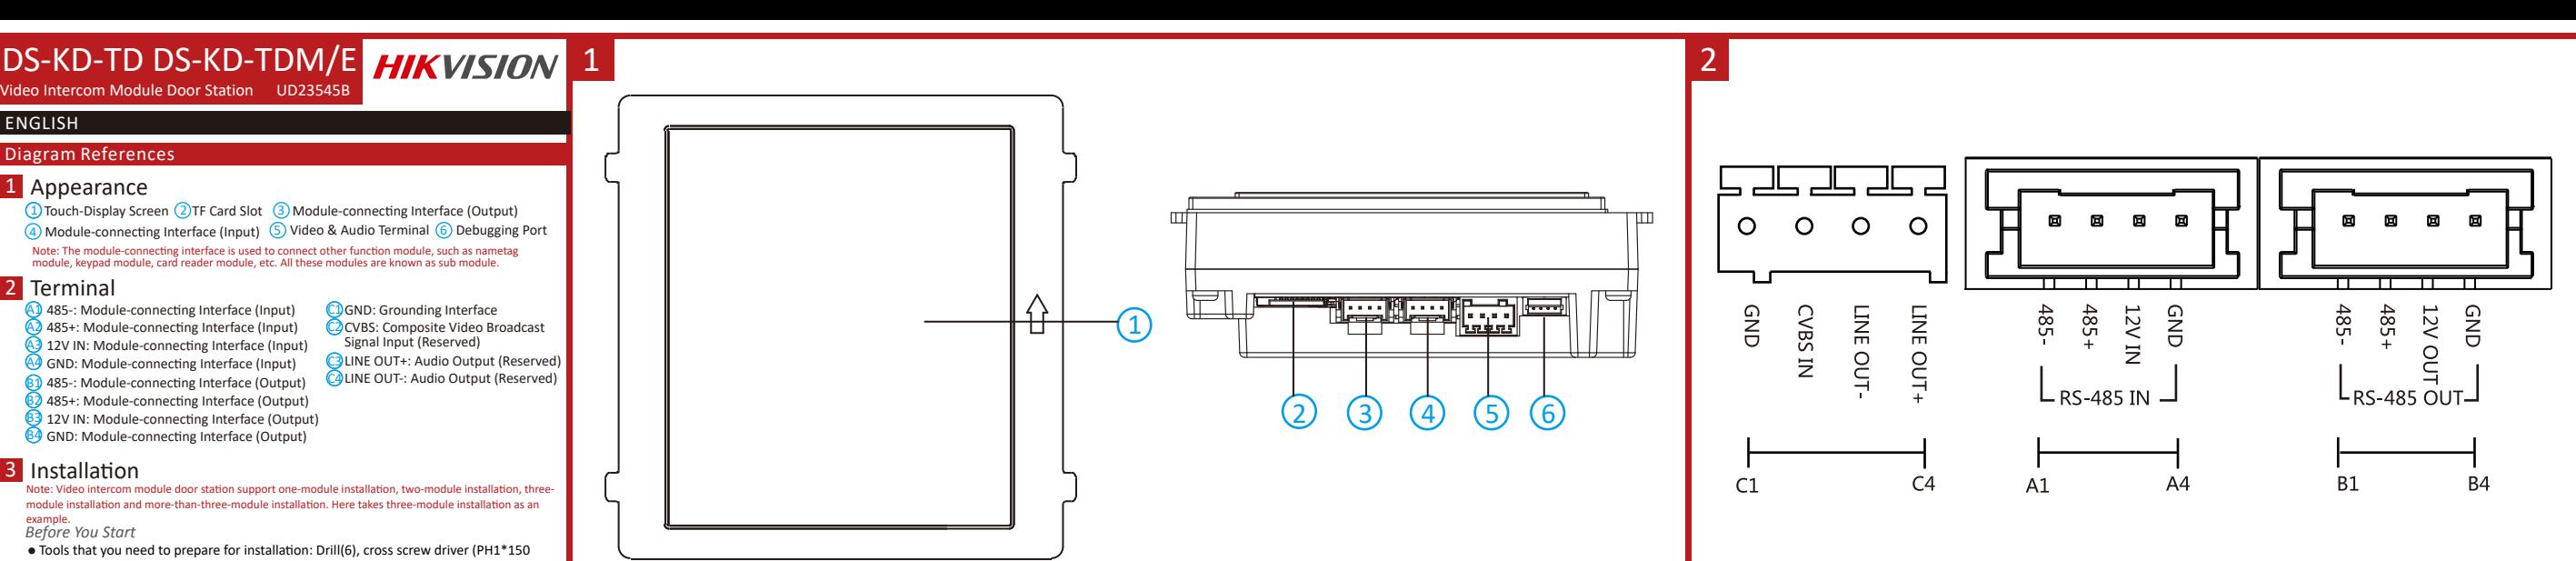 DS-KD-TD DS-KD-TDM/E
HIKVISION
Video Intercom Module Door Station UD23545B
ENGLISH
Diagram References
1 Appearance
1 Touch-Display Screen 2 TF Card Slot 3 Module-connecting Interface (Output)
4 Module-connecting Interface (Input) 5 Video & Audio Terminal 6 Debugging Port
Note: The module-connecting interface is used to connect other function module, such as nametag
module, keypad module, card reader module, etc. All these modules are known as sub module.
2 Terminal
A1 485-: Module-connecting Interface (Input)
A2 485+: Module-connecting Interface (Input)
A3 12V IN: Module-connecting Interface (Input)
A4 GND: Module-connecting Interface (Input)
B1 485-: Module-connecting Interface (Output)
B2 485+: Module-connecting Interface (Output)
B3 12V IN: Module-connecting Interface (Output)
B4 GND: Module-connecting Interface (Output)
C1 GND: Grounding Interface
C2 CVBS: Composite Video Broadcast
Signal Input (Reserved)
C3 LINE OUT+: Audio Output (Reserved)
C4 LINE OUT-: Audio Output (Reserved)
3 Installation
Note: Video intercom module door station support one-module installation, two-module installation, three-
module installation and more-than-three-module installation. Here takes three-module installation as an
example.
Before You Start
● Tools that you need to prepare for installation: Drill(6), cross screw driver (PH1*150
1
1
2 3 4 5 6
2
GND
CVBS IN
LINE OUT-
LINE OUT+
485-
485+
12V IN
GND
RS-485 IN
485-
485+
12V OUT
GND
RS-485 OUT
C1 C4
A1 A4
B1 B4